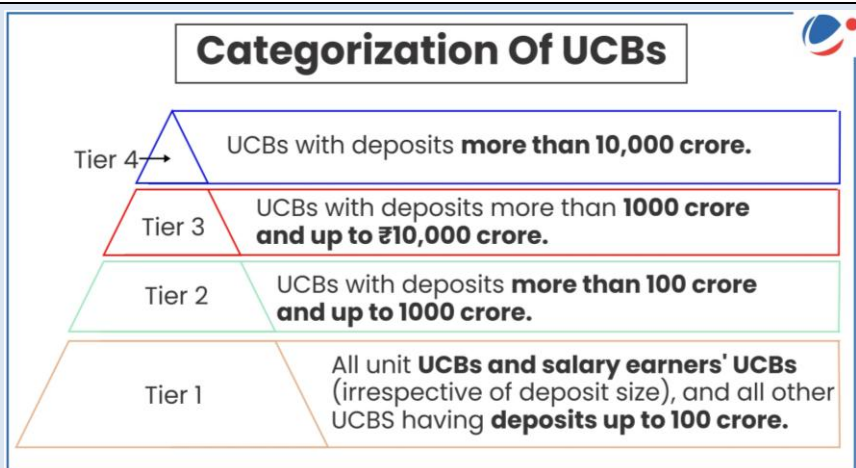 Categorization Of UCBs
Tier 4
UCBs with deposits more than 10,000 crore.
Tier 3
UCBs with deposits more than 1000 crore
and up to ₹10,000 crore.
Tier 2
UCBs with deposits more than 100 crore
and up to 1000 crore.
Tier 1
All unit UCBs and salary earners' UCBs
(irrespective of deposit size), and all other
UCBS having deposits up to 100 crore.